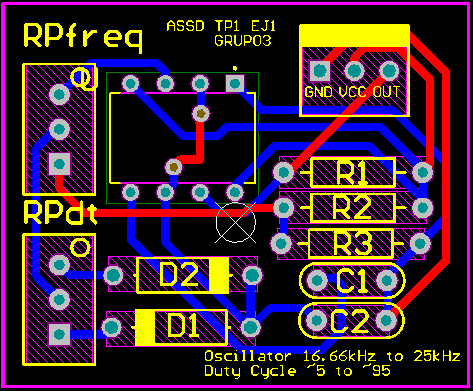 RPfreq
ASSD TP1 EJ1
GRUPO3
GND VCC OUT
R1
R2
RPdt
R3
D2
C1
D1
C2
Oscillator 16.66kHz to 25kHz
Duty Cycle ~5 to ~95